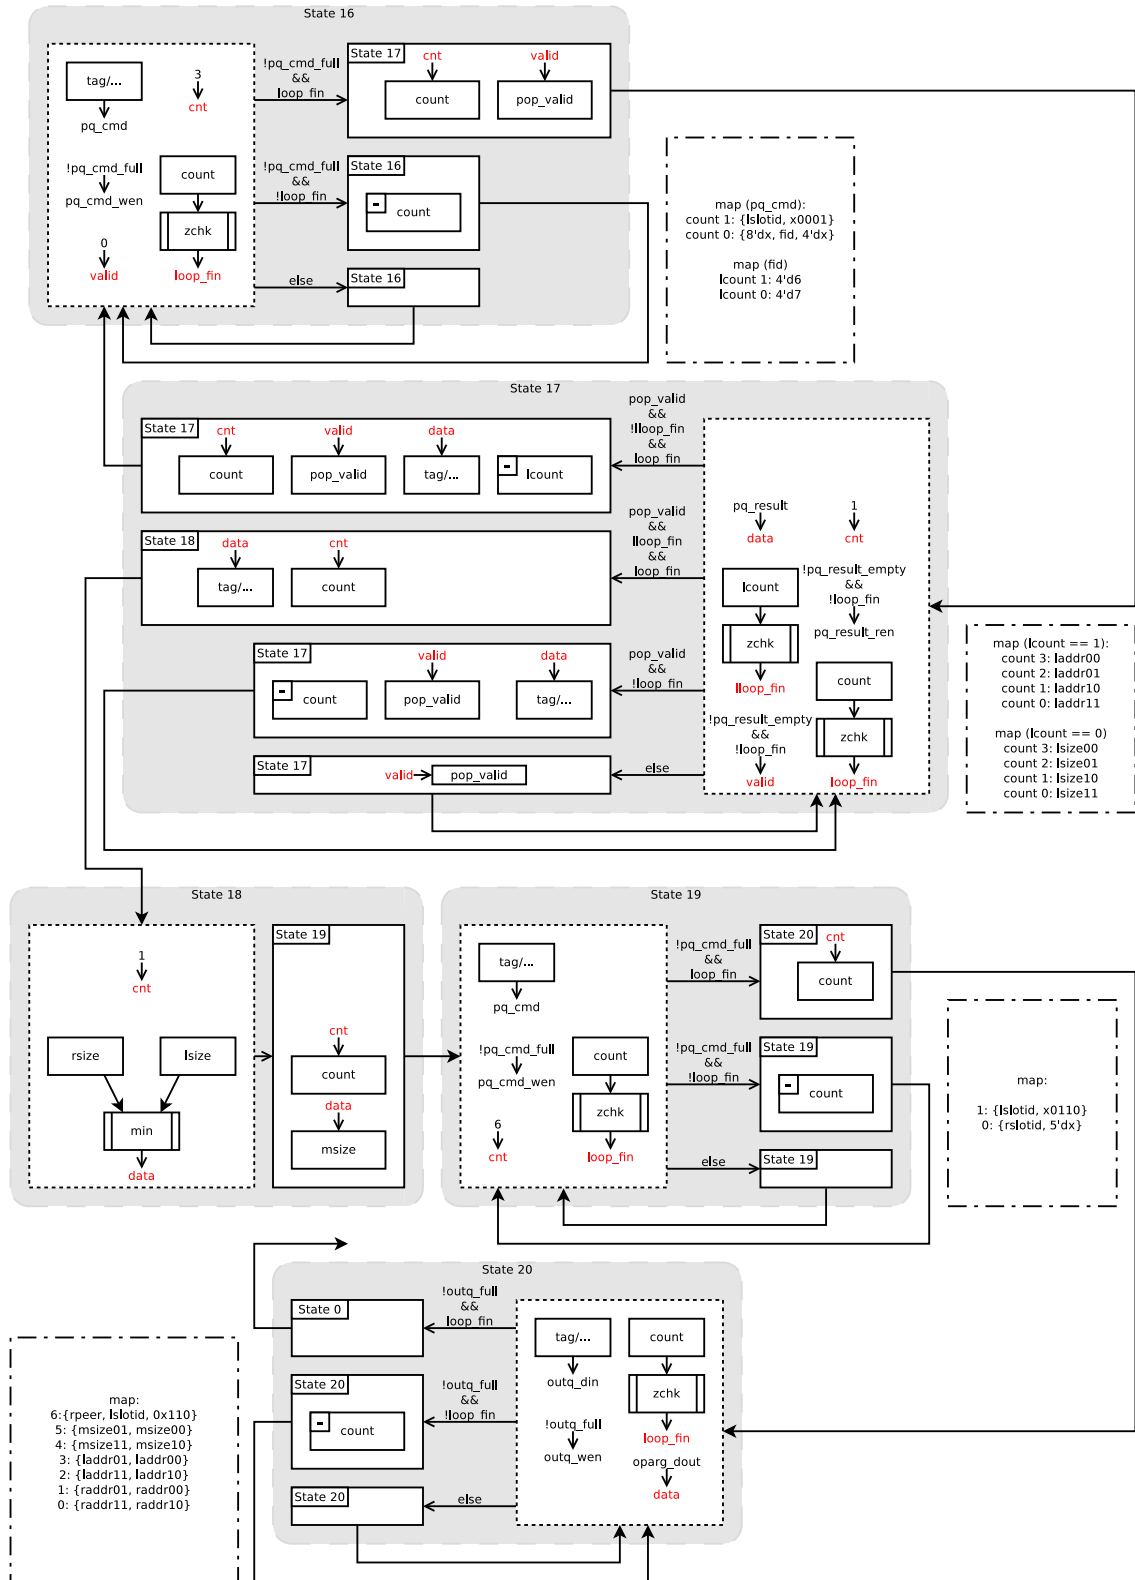 State 16
tag/...
pq_cmd
3
cnt
!pq_cmd_full
pq_cmd_wen
count
zchk
0
valid
loop_fin
!pq_cmd_full
&&
loop_fin
State 17
cnt
count
valid
pop_valid
!pq_cmd_full
&&
!loop_fin
State 16
-
count
else
State 16
map (pq_cmd):
count 1: {lslotid, x0001}
count 0: {8'dx, fid, 4'dx}
map (fid)
lcount 1: 4'd6
lcount 0: 4'd7
State 17
State 17
cnt
count
valid
pop_valid
data
tag/...
-
lcount
pop_valid
&&
!lloop_fin
&&
loop_fin
State 18
data
tag/...
cnt
count
pop_valid
&&
lloop_fin
&&
loop_fin
State 17
-
count
valid
pop_valid
data
tag/...
pop_valid
&&
!loop_fin
State 17
valid
pop_valid
else
pq_result
data
1
cnt
lcount
zchk
lloop_fin
!pq_result_empty
&&
!loop_fin
pq_result_ren
count
zchk
loop_fin
!pq_result_empty
&&
!loop_fin
valid
map (lcount == 1):
count 3: laddr00
count 2: laddr01
count 1: laddr10
count 0: laddr11
map (lcount == 0)
count 3: lsize00
count 2: lsize01
count 1: lsize10
count 0: lsize11
State 18
1
cnt
rsize
lsize
min
data
State 19
cnt
count
data
msize
State 19
tag/...
pq_cmd
!pq_cmd_full
pq_cmd_wen
count
zchk
loop_fin
6
cnt
!pq_cmd_full
&&
loop_fin
State 20
cnt
count
!pq_cmd_full
&&
!loop_fin
State 19
-
count
else
State 19
map:
1: {lslotid, x0110}
0: {rslotid, 5'dx}
State 20
State 0
!outq_full
&&
loop_fin
State 20
-
count
!outq_full
&&
!loop_fin
State 20
else
tag/...
outq_din
!outq_full
outq_wen
count
zchk
loop_fin
oparg_dout
data
map:
6:{rpeer, lslotid, 0x110}
5: {msize01, msize00}
4: {msize11, msize10}
3: {laddr01, laddr00}
2: {laddr11, laddr10}
1: {raddr01, raddr00}
0: {raddr11, raddr10}